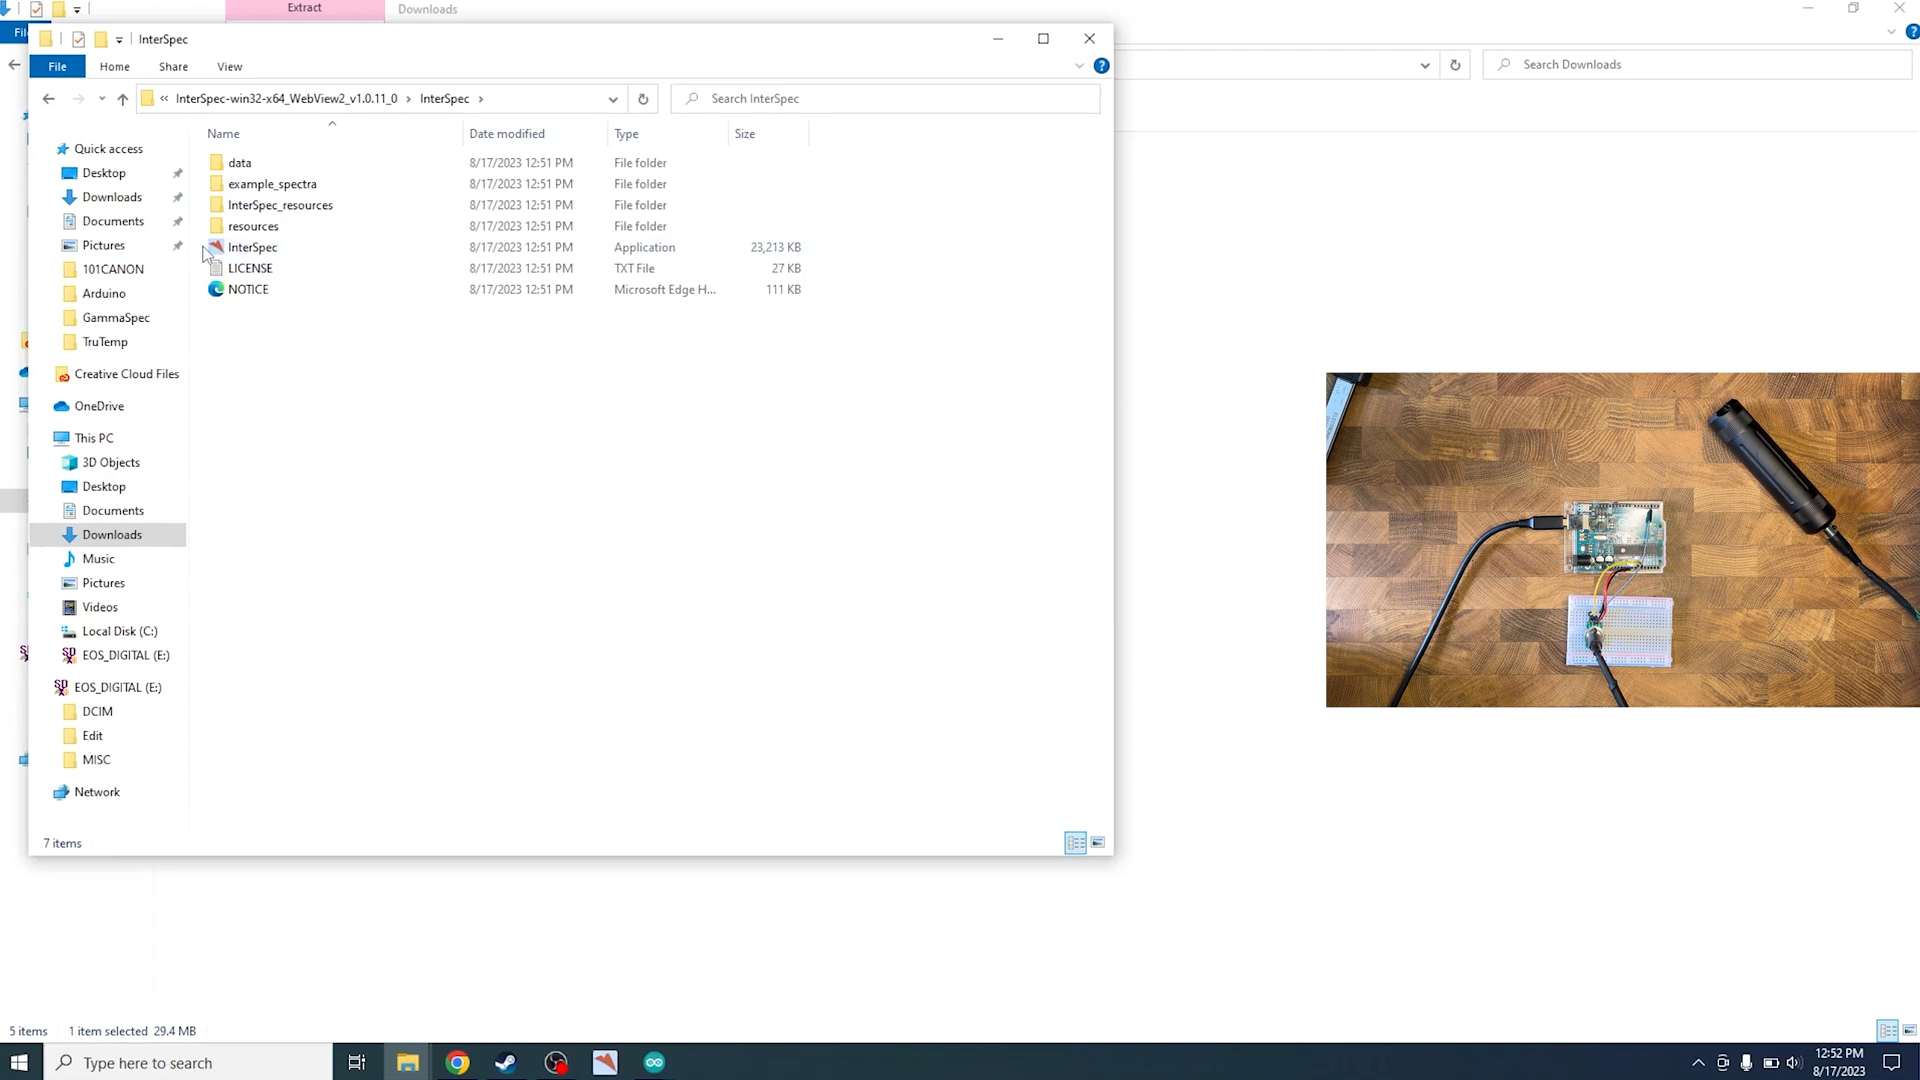 Extract
Downloads
Search Downloads
InterSpec
File
Home
Share
View
« InterSpec-win32-x64_WebView2_v1.0.11_0 › InterSpec ›
Search InterSpec
Name
Date modified
Type
Size
data
8/17/2023 12:51 PM
File folder
example_spectra
8/17/2023 12:51 PM
File folder
InterSpec_resources
8/17/2023 12:51 PM
File folder
resources
8/17/2023 12:51 PM
File folder
InterSpec
8/17/2023 12:51 PM
Application
23,213 KB
LICENSE
8/17/2023 12:51 PM
TXT File
27 KB
NOTICE
8/17/2023 12:51 PM
Microsoft Edge H...
111 KB
Quick access
Desktop
Downloads
Documents
Pictures
101CANON
Arduino
GammaSpec
TruTemp
Creative Cloud Files
OneDrive
This PC
3D Objects
Desktop
Documents
Downloads
Music
Pictures
Videos
Local Disk (C:)
EOS_DIGITAL (E:)
EOS_DIGITAL (E:)
DCIM
Edit
MISC
Network
7 items
5 items
1 item selected 29.4 MB
Type here to search
12:52 PM
8/17/2023